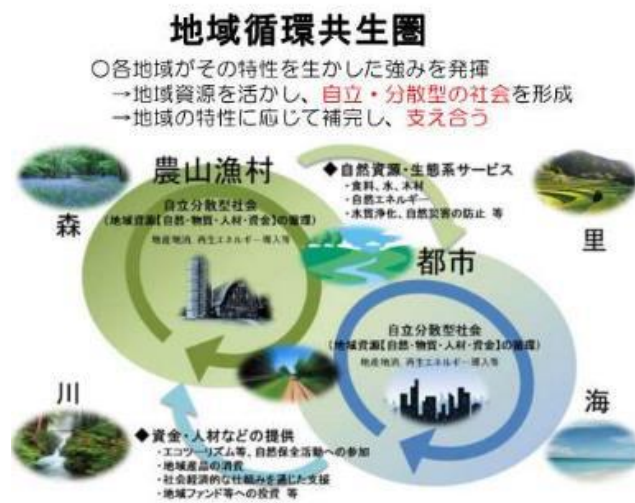 地域循環共生圏
○各地域がその特性を生かした強みを発揮
→地域資源を活かし、自立・分散型の社会を形成
→地域の特性に応じて補完し、支え合う
農山漁村
◆自然資源・生態系サービス
・食料、水、木材
・自然エネルギー
・水質浄化、自然災害の防止 等
森
自立分散型社会
(地域資源【自然・物質・人材・資金】の循環)
地産地消、再生エネルギー導入等
里
都市
自立分散型社会
(地域資源【自然・物質・人材・資金】の循環)
地産地消、再生エネルギー導入等
川
海
◆資金・人材などの提供
・エコツーリズム等、自然保全活動への参加
・地域産品の消費
・社会経済的な仕組みを通じた支援
・地域ファンド等への投資 等